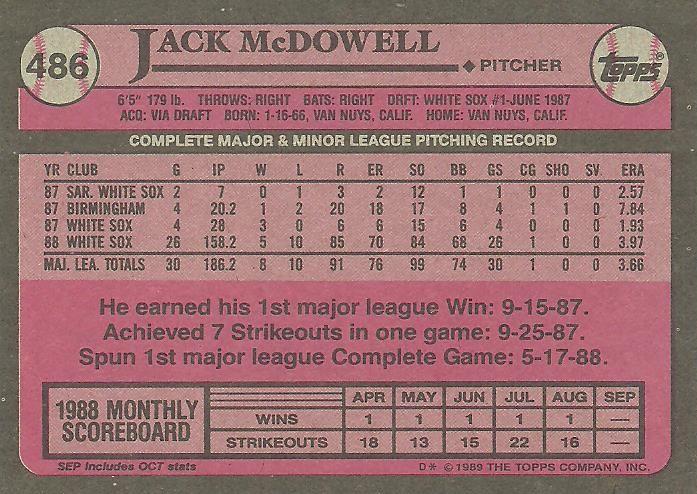 486
JACK McDOWELL
PITCHER
TOPPS®
6'5" 179 lb. THROWS: RIGHT BATS: RIGHT DRFT: WHITE SOX #1-JUNE 1987
ACQ: VIA DRAFT BORN: 1-16-66, VAN NUYS, CALIF. HOME: VAN NUYS, CALIF.
COMPLETE MAJOR & MINOR LEAGUE PITCHING RECORD
YR CLUB G IP W L R ER SO BB GS CG SHO SV ERA
87 SAR. WHITE SOX 2 7 0 1 3 2 12 1 1 0 0 0 2.57
87 BIRMINGHAM 4 20.2 1 2 20 18 17 8 4 1 1 0 7.84
87 WHITE SOX 4 28 3 0 6 6 15 6 4 0 0 0 1.93
88 WHITE SOX 26 158.2 5 10 85 70 84 68 26 1 0 0 3.97
MAJ. LEA. TOTALS 30 186.2 8 10 91 76 99 74 30 1 0 0 3.66
He earned his 1st major league Win: 9-15-87.
Achieved 7 Strikeouts in one game: 9-25-87.
Spun 1st major league Complete Game: 5-17-88.
1988 MONTHLY SCOREBOARD
APR MAY JUN JUL AUG SEP
WINS 1 1 1 1 1 —
STRIKEOUTS 18 13 15 22 16 —
SEP Includes OCT stats
D* © 1989 THE TOPPS COMPANY, INC.